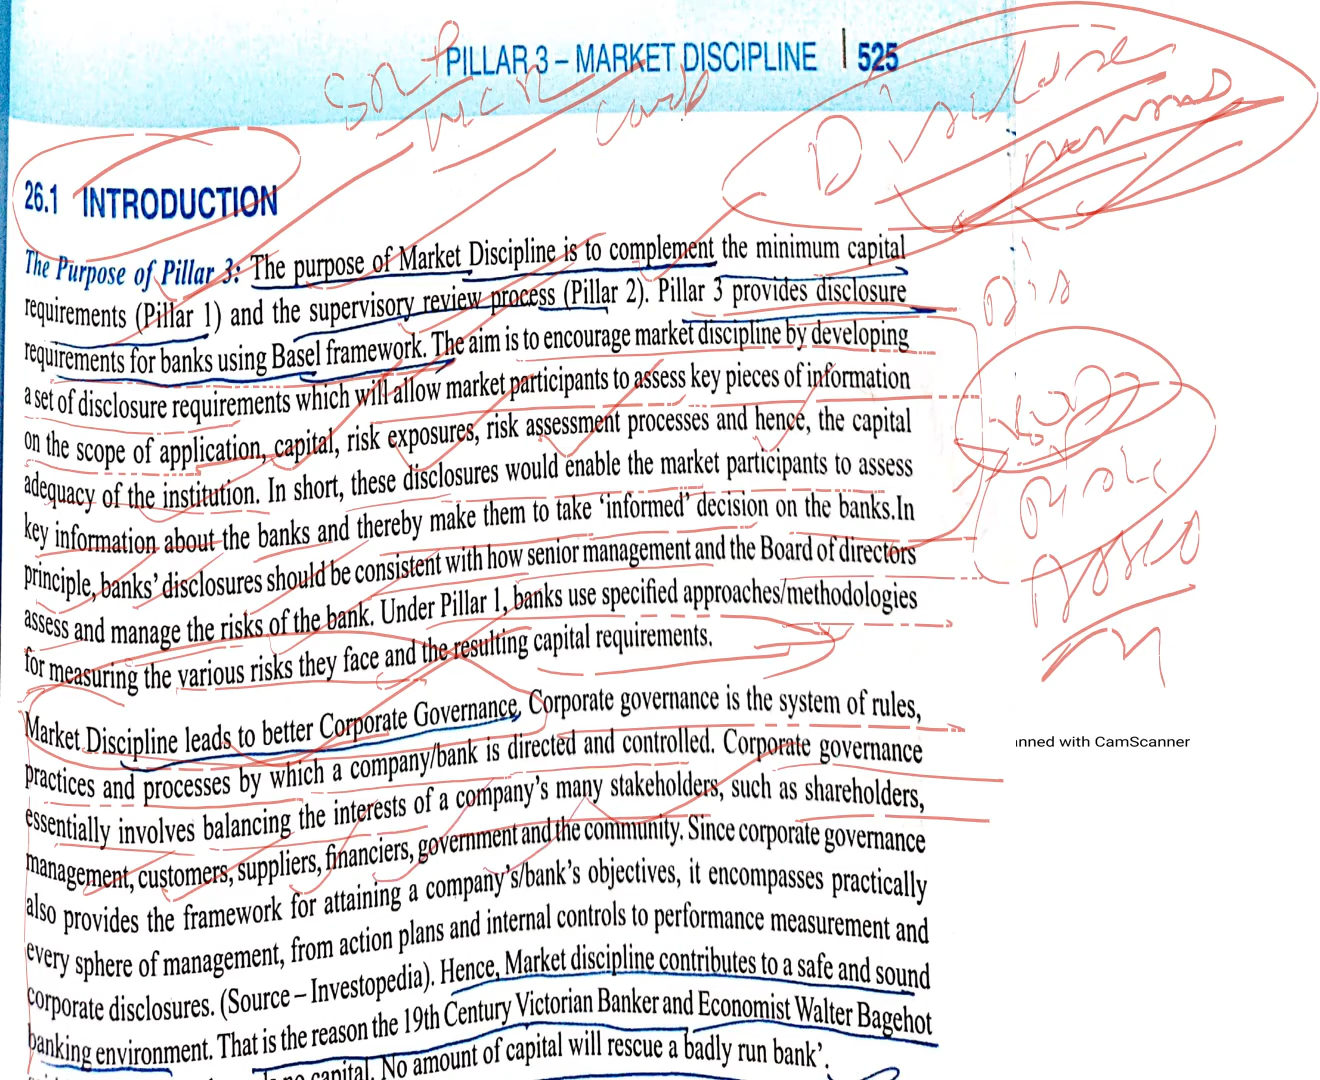 PILLAR 3 – MARKET DISCIPLINE | 525
26.1 INTRODUCTION
The Purpose of Pillar 3: The purpose of Market Discipline is to complement the minimum capital
requirements (Pillar 1) and the supervisory review process (Pillar 2). Pillar 3 provides disclosure
requirements for banks using Basel framework. The aim is to encourage market discipline by developing
a set of disclosure requirements which will allow market participants to assess key pieces of information
on the scope of application, capital, risk exposures, risk assessment processes and hence, the capital
adequacy of the institution. In short, these disclosures would enable the market participants to assess
key information about the banks and thereby make them to take ‘informed’ decision on the banks.In
principle, banks’ disclosures should be consistent with how senior management and the Board of directors
assess and manage the risks of the bank. Under Pillar 1, banks use specified approaches/methodologies
for measuring the various risks they face and the resulting capital requirements.
Market Discipline leads to better Corporate Governance, Corporate governance is the system of rules,
practices and processes by which a company/bank is directed and controlled. Corporate governance
essentially involves balancing the interests of a company’s many stakeholders, such as shareholders,
management, customers, suppliers, financiers, government and the community. Since corporate governance
also provides the framework for attaining a company’s/bank’s objectives, it encompasses practically
every sphere of management, from action plans and internal controls to performance measurement and
corporate disclosures. (Source – Investopedia). Hence, Market discipline contributes to a safe and sound
banking environment. That is the reason the 19th Century Victorian Banker and Economist Walter Bagehot
no capital. No amount of capital will rescue a badly run bank’.
Dis
nned with CamScanner